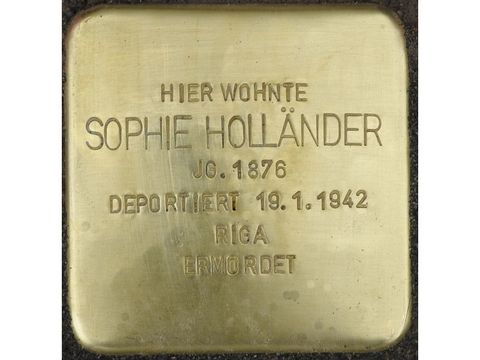 HIER WOHNTE
SOPHIE HOLLÄNDER
JG. 1876
DEPORTIERT 19.1.1942
RIGA
ERMORDET